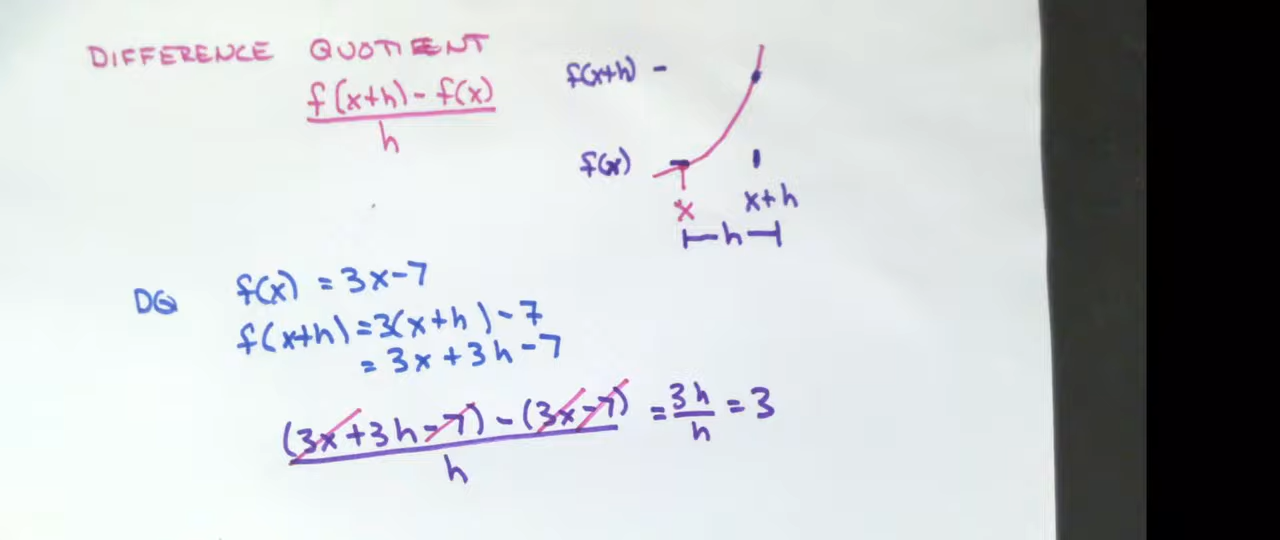 DIFFERENCE QUOTIENT
f(x+h) - f(x)
h
f(x+h) -
f(x)
x
x+h
h
DQ f(x) = 3x-7
f(x+h) = 3(x+h) - 7
= 3x + 3h - 7
(3x+3h-7) - (3x-7) = 3h = 3
h h